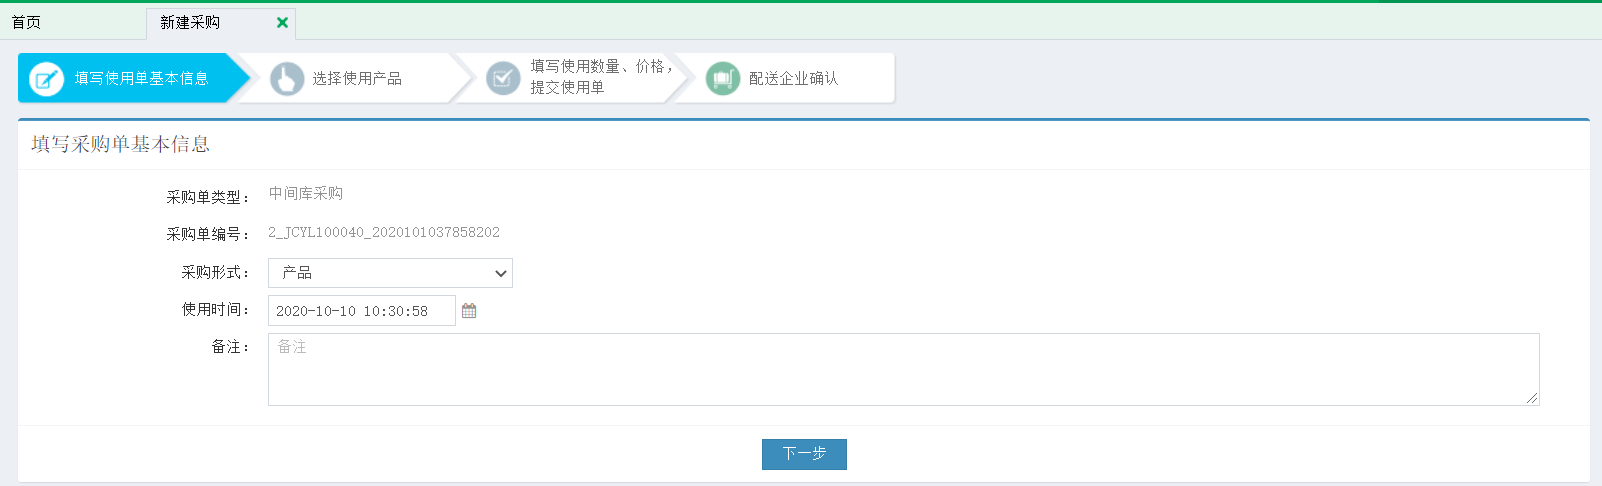 首页
新建采购
填写使用单基本信息
选择使用产品
填写使用数量、价格，
提交使用单
配送企业确认
填写采购单基本信息
采购单类型： 中间库采购
采购单编号： 2_JCYL100040_2020101037858202
采购形式： 产品
使用时间： 2020-10-10 10:30:58
备注： 备注
下一步